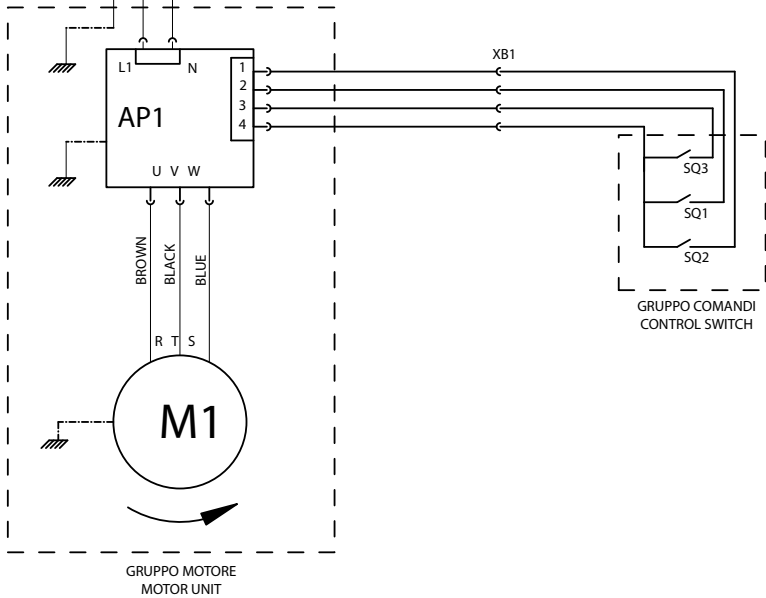 XB1
L1 N
1
2
3
4
AP1
U V W
SQ3
SQ1
SQ2
BROWN
BLACK
BLUE
GRUPPO COMANDI
CONTROL SWITCH
R T S
M1
GRUPPO MOTORE
MOTOR UNIT